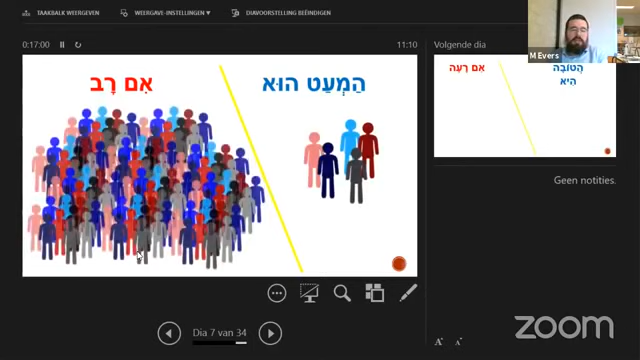 TAAKBALK WEERGEVEN
WEERGAVE-INSTELLINGEN ▼
DIAVOORSTELLING BEËINDIGEN
0:17:00
11:10
Volgende dia
M Evers
הַמְעַט הוּא
אִם רָב
הֲטוֹבָה
הִיא
אִם רָעָה
Geen notities.
Dia 7 van 34
A A
zoom